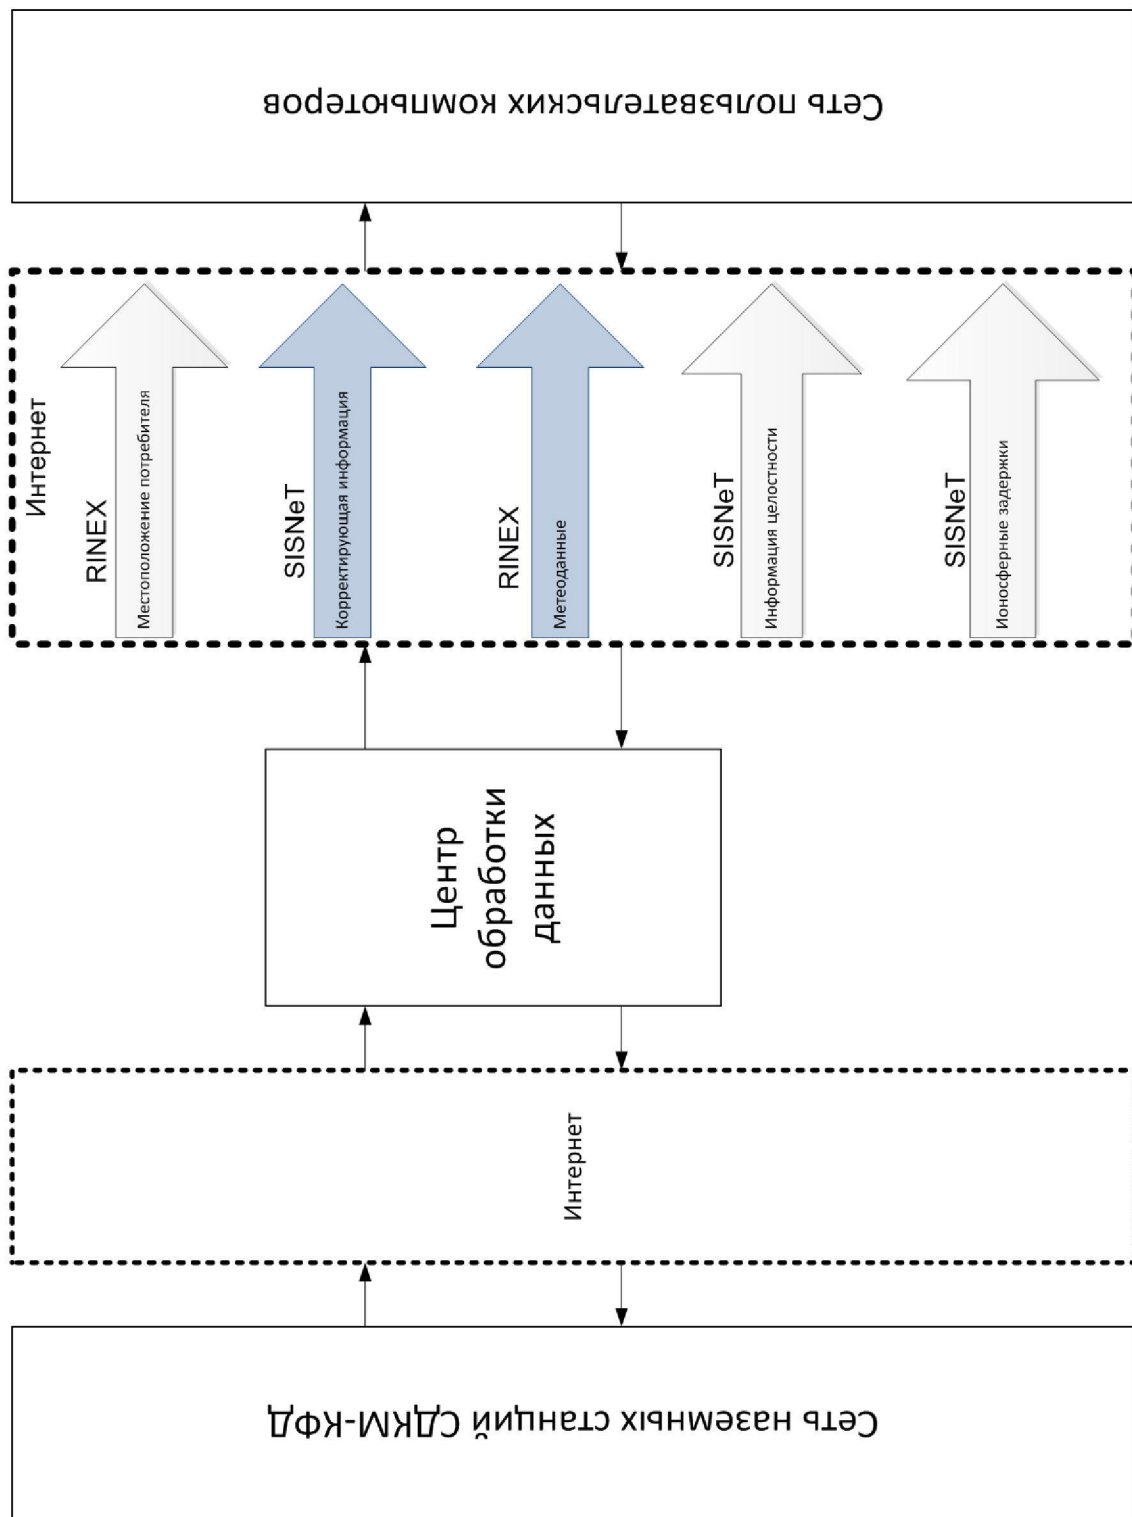 Сеть пользвательских компьютеров
Интернет
RINEX
Местоположение потребителя
SISNeT
Корректирующая информация
RINEX
Метеоданные
SISNeT
Информация целостности
SISNeT
Ионосферные задержки
Центр
обработки
данных
Интернет
Сеть наземных станций СДКМ-КФД